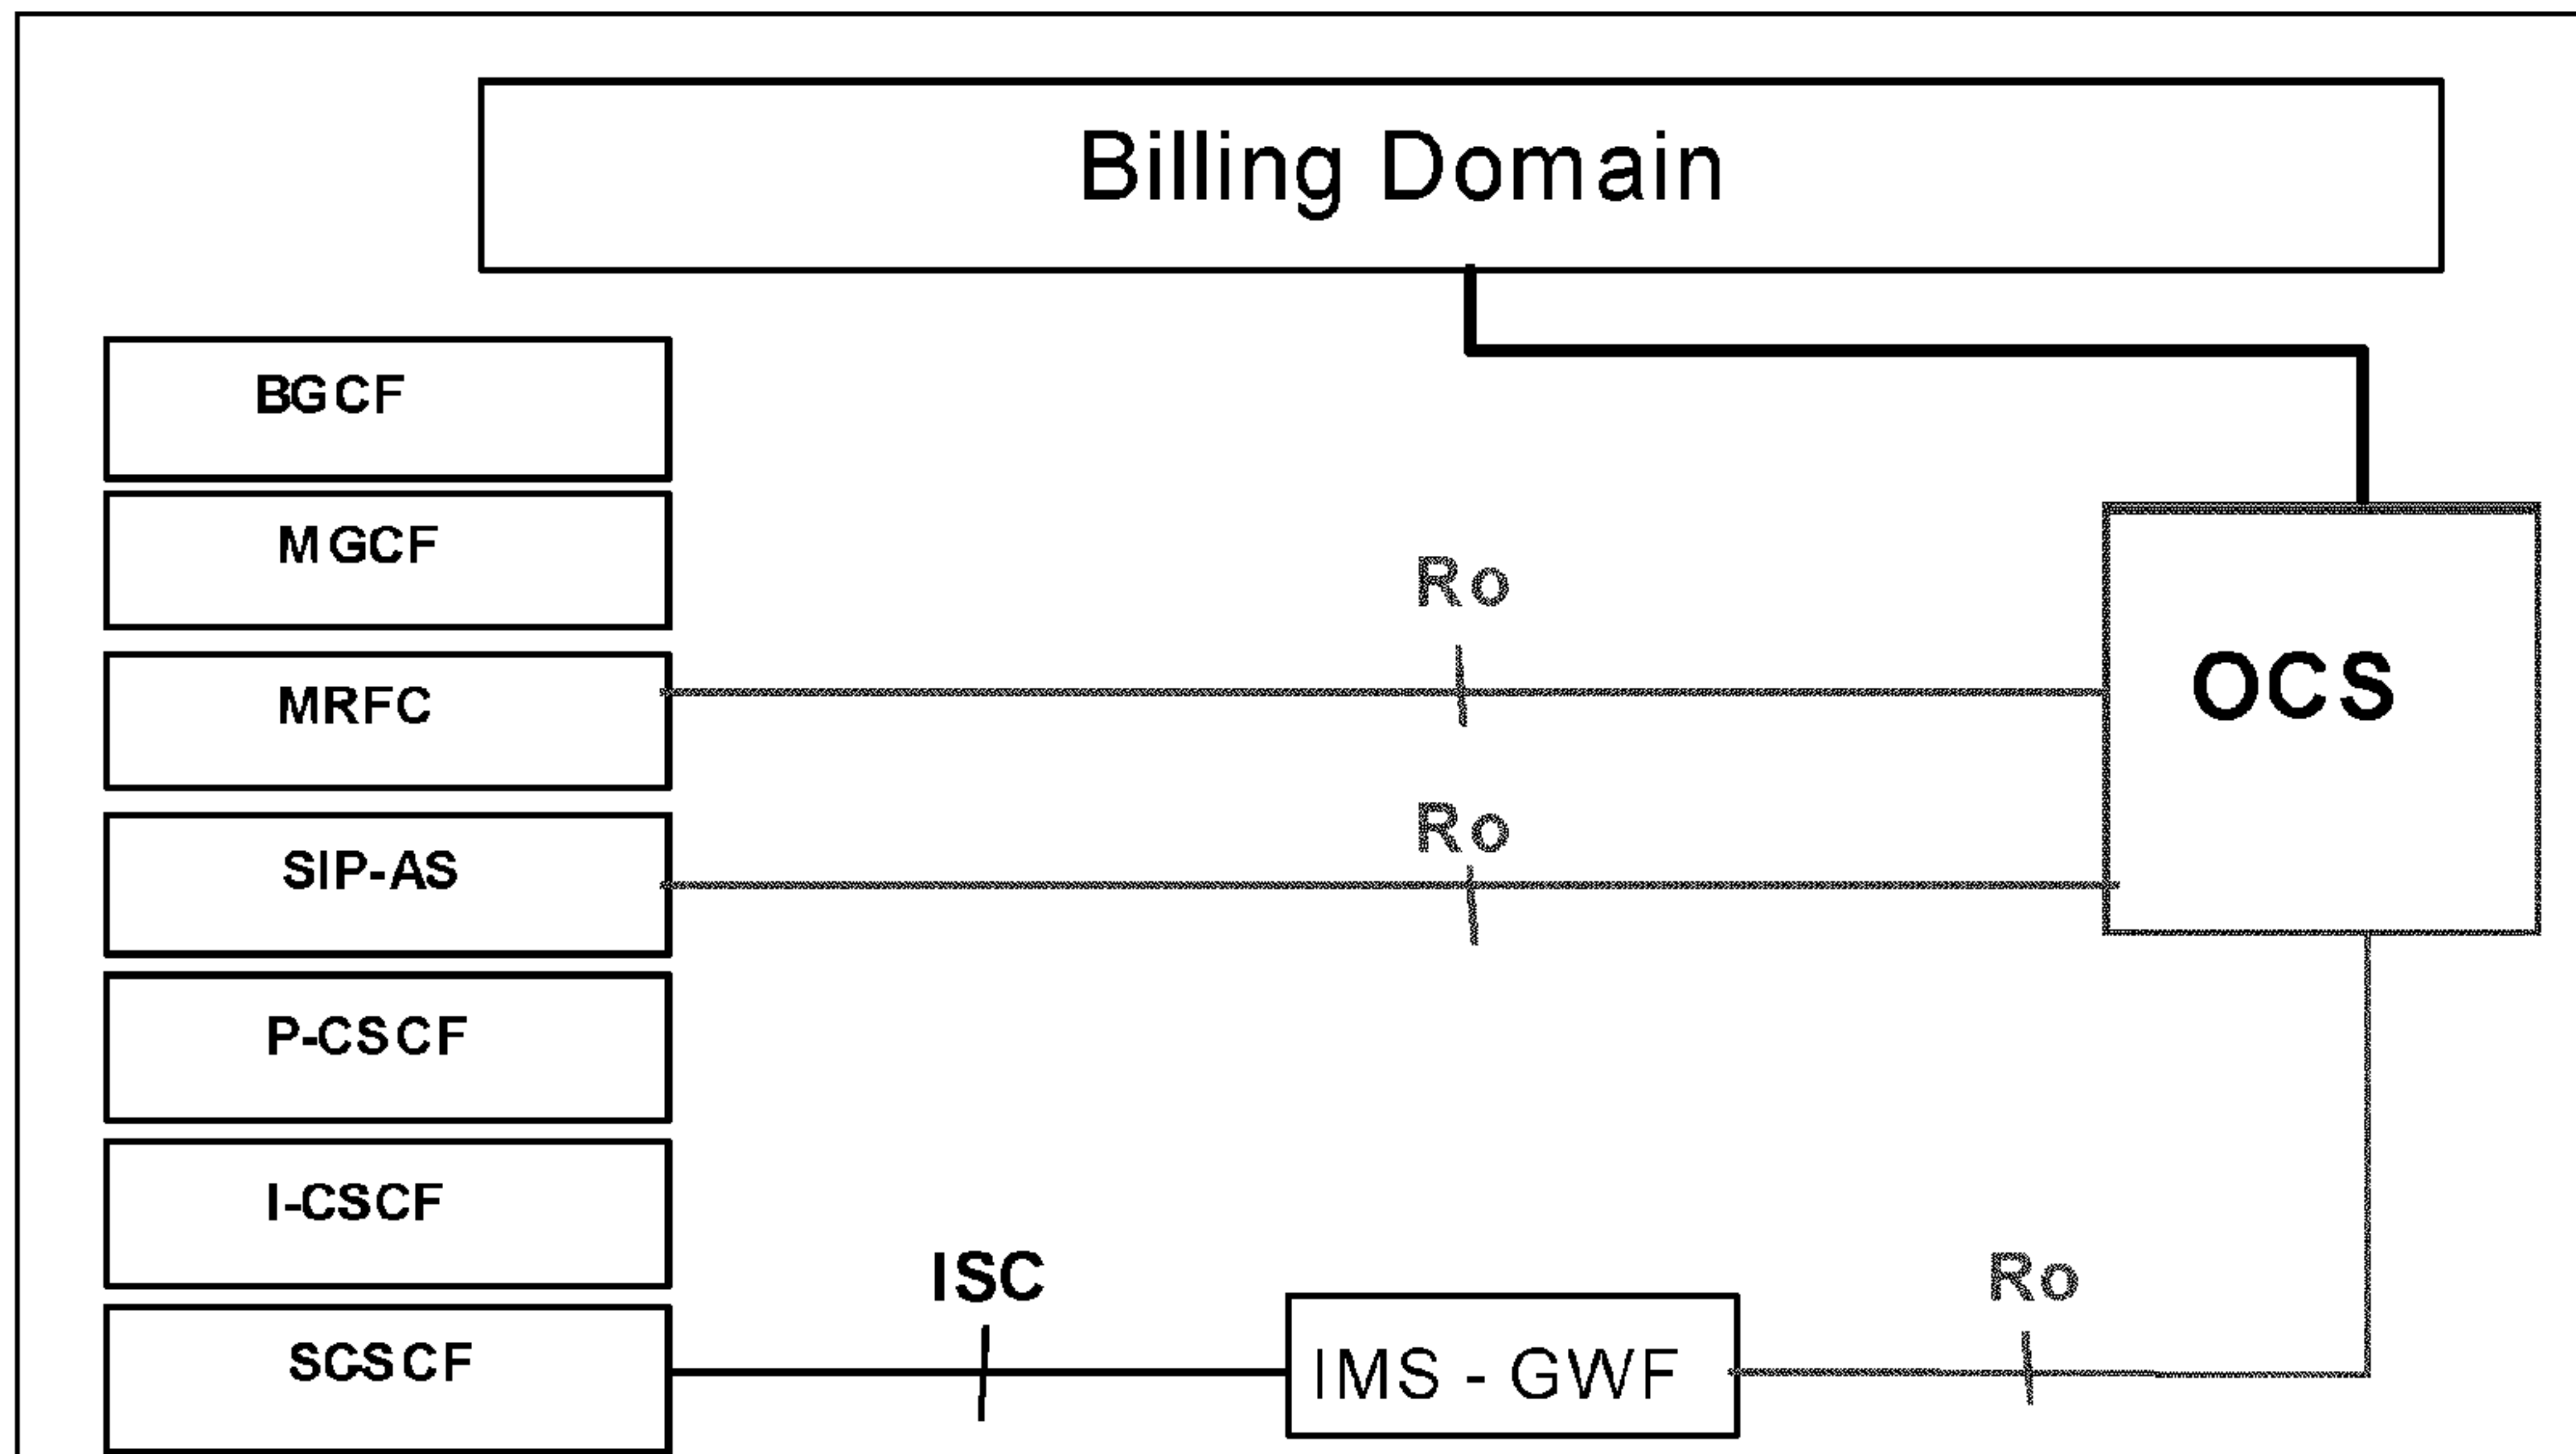 Billing Domain
BGCF
MGCF
Ro
MRFC
OCS
Ro
SIP-AS
P-CSCF
I-CSCF
ISC
Ro
SCSCF
IMS - GWF